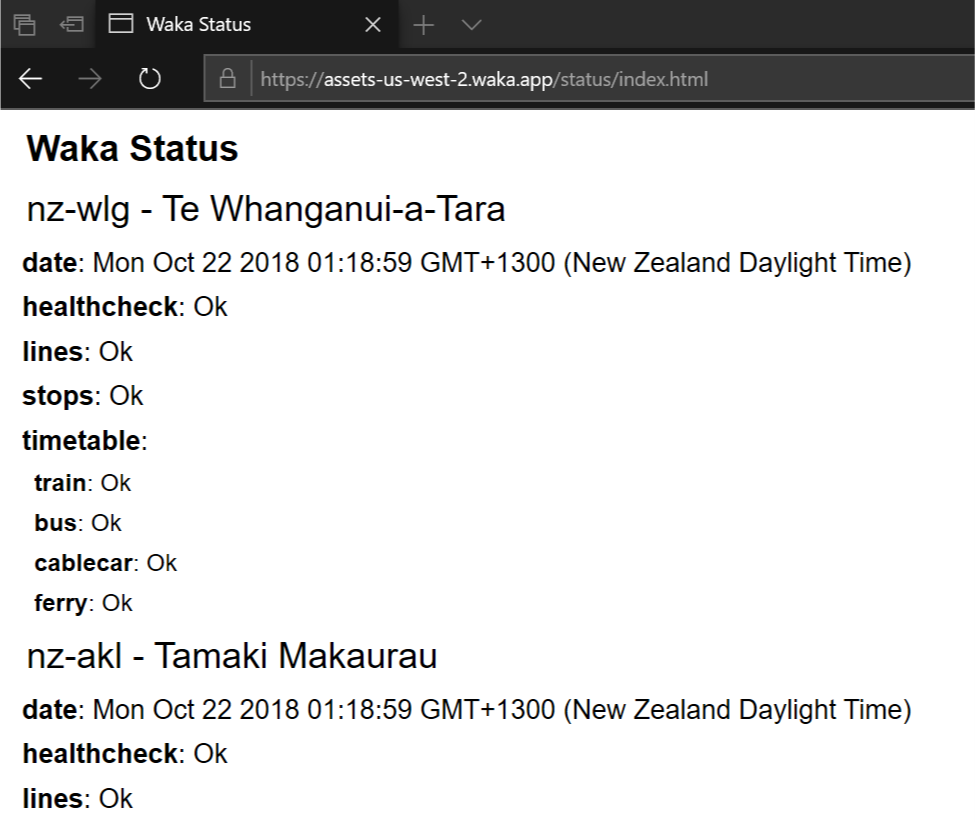 Waka Status
https://assets-us-west-2.waka.app/status/index.html
Waka Status
nz-wlg - Te Whanganui-a-Tara
date: Mon Oct 22 2018 01:18:59 GMT+1300 (New Zealand Daylight Time)
healthcheck: Ok
lines: Ok
stops: Ok
timetable:
train: Ok
bus: Ok
cablecar: Ok
ferry: Ok
nz-akl - Tamaki Makaurau
date: Mon Oct 22 2018 01:18:59 GMT+1300 (New Zealand Daylight Time)
healthcheck: Ok
lines: Ok